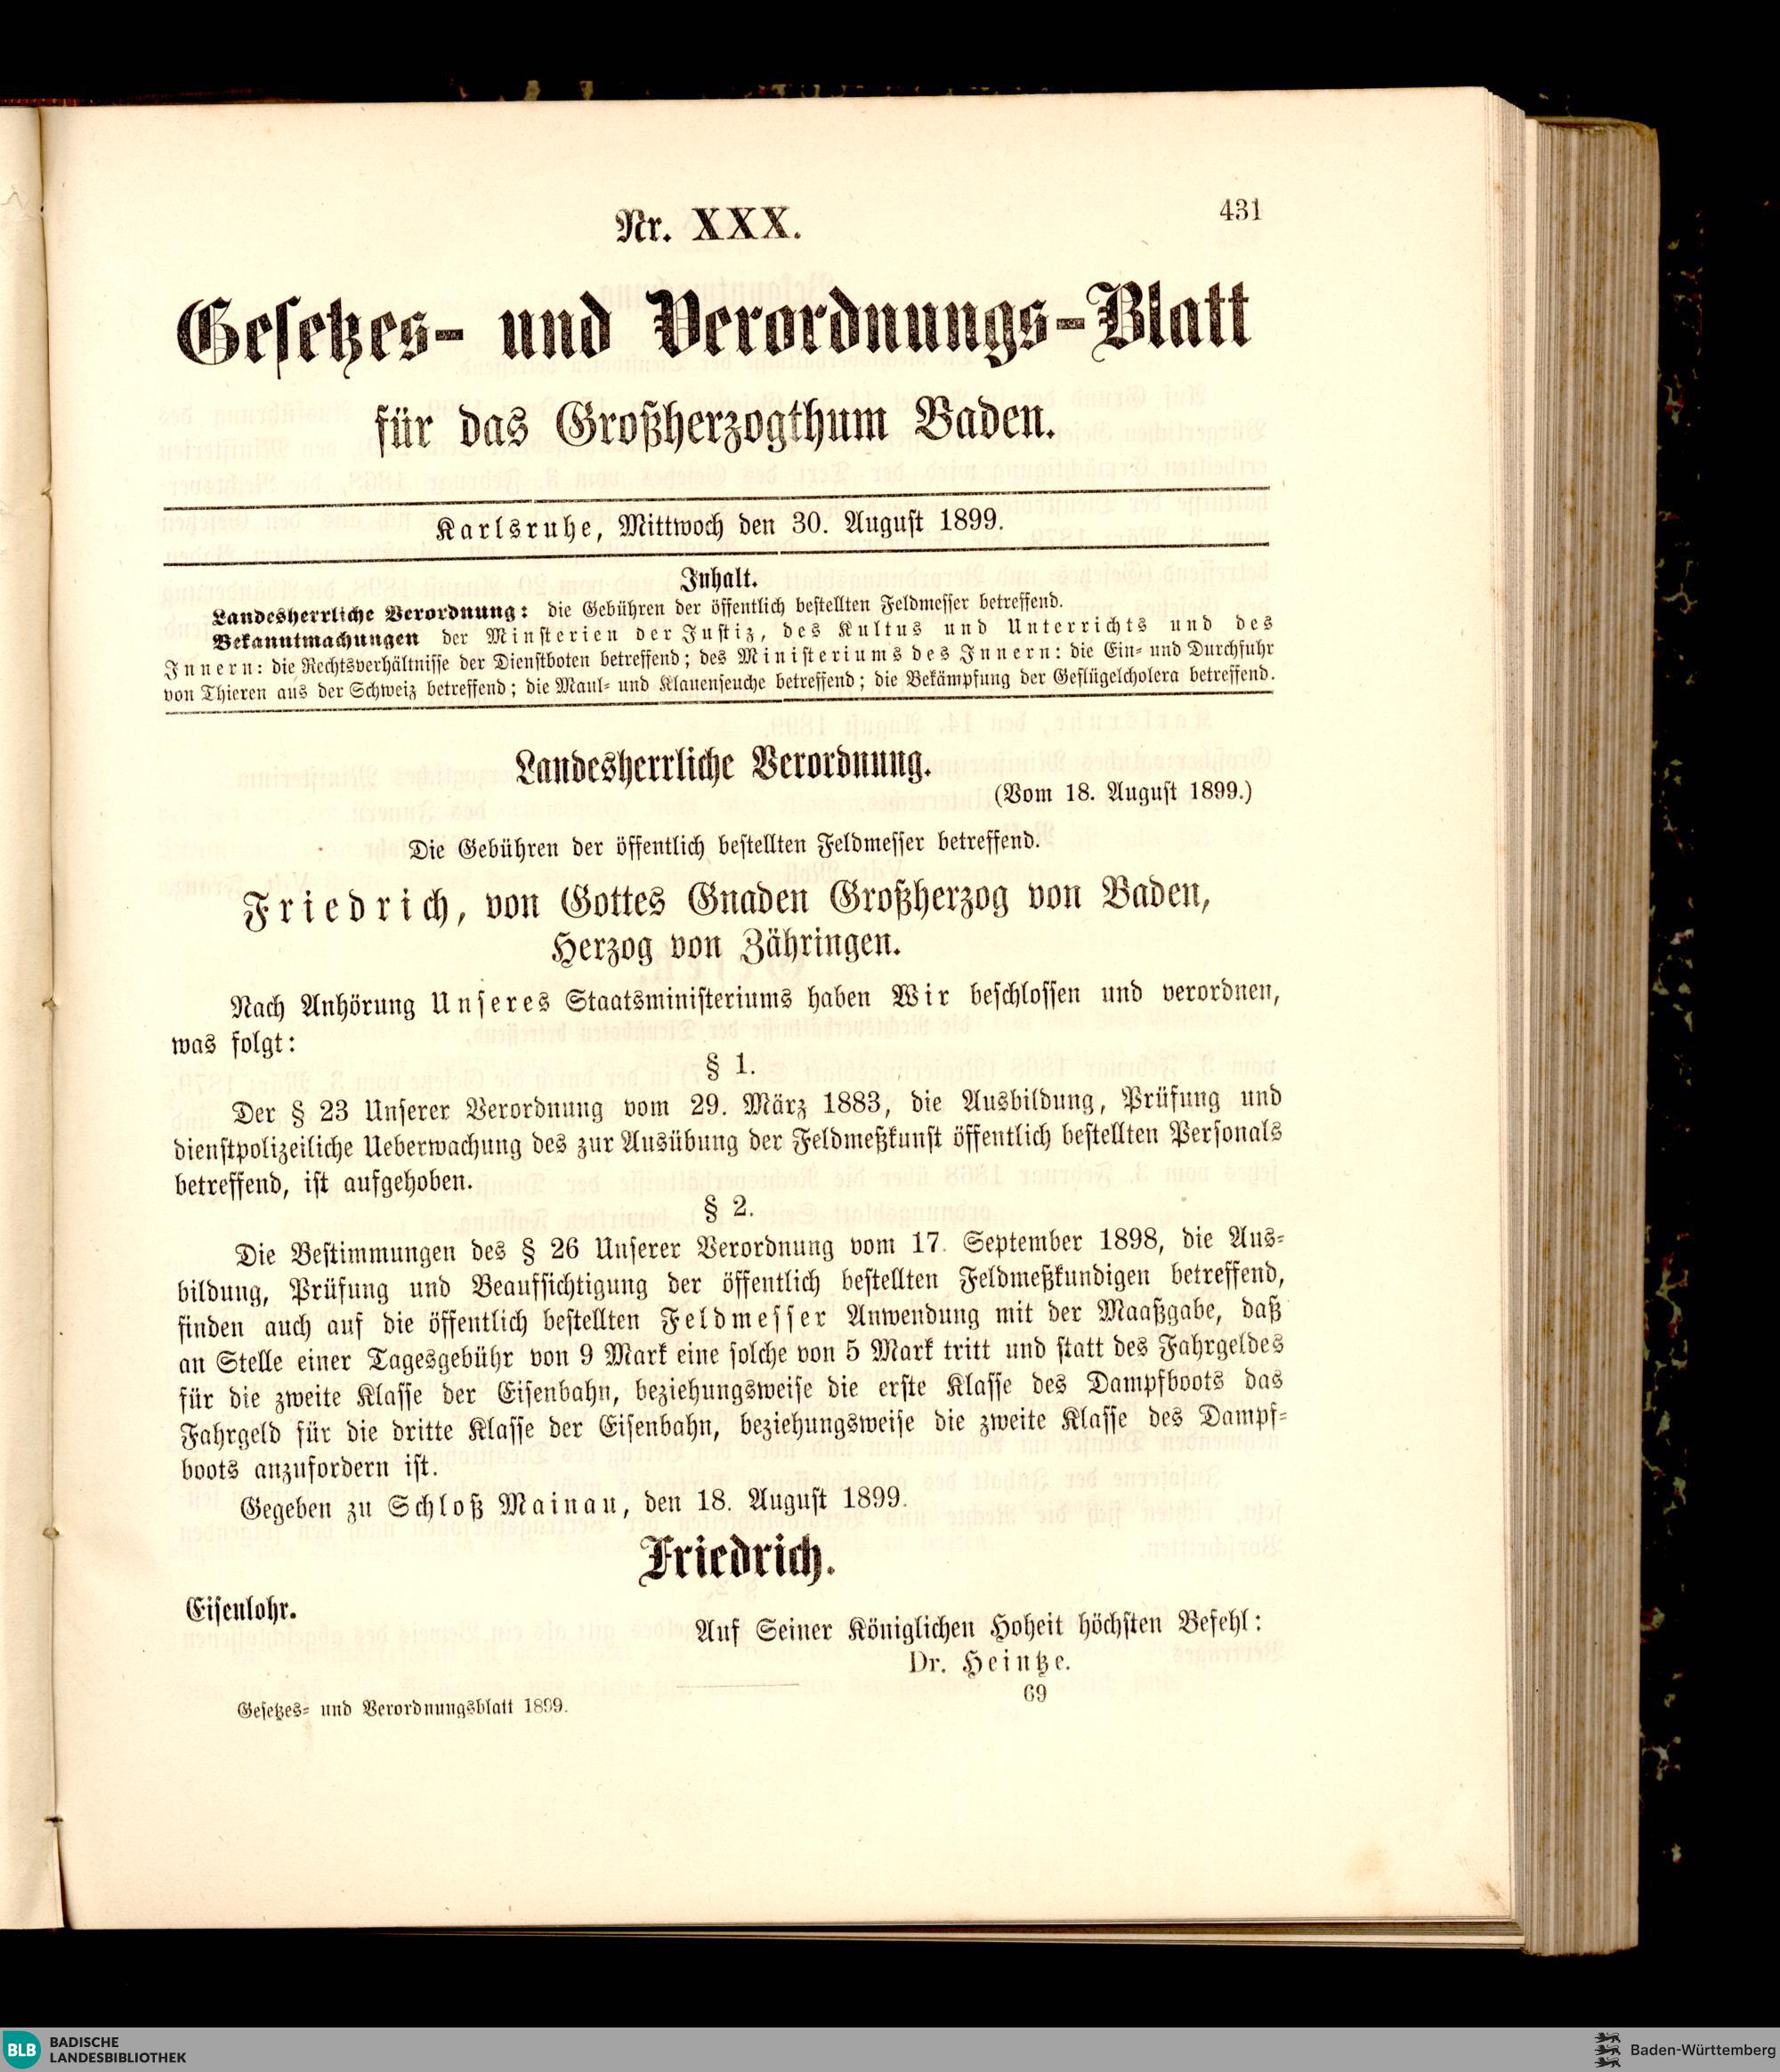 431
Nr. XXX.
Gesetzes- und Verordnungs-Blatt
für das Großherzogthum Baden.
Karlsruhe, Mittwoch den 30. August 1899.
Inhalt.
Landesherrliche Verordnung: die Gebühren der öffentlich bestellten Feldmesser betreffend.
Bekanntmachungen der Minsterien der Justiz, des Kultus und Unterrichts und des
Innern: die Rechtsverhältnisse der Dienstboten betreffend; des Ministeriums des Innern: die Ein- und Durchfuhr
von Thieren aus der Schweiz betreffend; die Maul- und Klauenseuche betreffend; die Bekämpfung der Geflügelcholera betreffend.
Landesherrliche Verordnung.
(Vom 18. August 1899.)
Die Gebühren der öffentlich bestellten Feldmesser betreffend.
Friedrich, von Gottes Gnaden Großherzog von Baden,
Herzog von Zähringen.
Nach Anhörung Unseres Staatsministeriums haben Wir beschlossen und verordnen,
was folgt:
§ 1.
Der § 23 Unserer Verordnung vom 29. März 1883, die Ausbildung, Prüfung und
dienstpolizeiliche Ueberwachung des zur Ausübung der Feldmeßkunst öffentlich bestellten Personals
betreffend, ist aufgehoben.
§ 2.
Die Bestimmungen des § 26 Unserer Verordnung vom 17. September 1898, die Aus-
bildung, Prüfung und Beaufsichtigung der öffentlich bestellten Feldmeßkundigen betreffend,
finden auch auf die öffentlich bestellten Feldmesser Anwendung mit der Maaßgabe, daß
an Stelle einer Tagesgebühr von 9 Mark eine solche von 5 Mark tritt und statt des Fahrgeldes
für die zweite Klasse der Eisenbahn, beziehungsweise die erste Klasse des Dampfboots das
Fahrgeld für die dritte Klasse der Eisenbahn, beziehungsweise die zweite Klasse des Dampf-
boots anzufordern ist.
Gegeben zu Schloß Mainau, den 18. August 1899.
Friedrich.
Eisenlohr.
Auf Seiner Königlichen Hoheit höchsten Befehl:
Dr. Heintze.
Gesetzes- und Verordnungsblatt 1899.
69
BLB
BADISCHE
LANDESBIBLIOTHEK
Baden-Württemberg